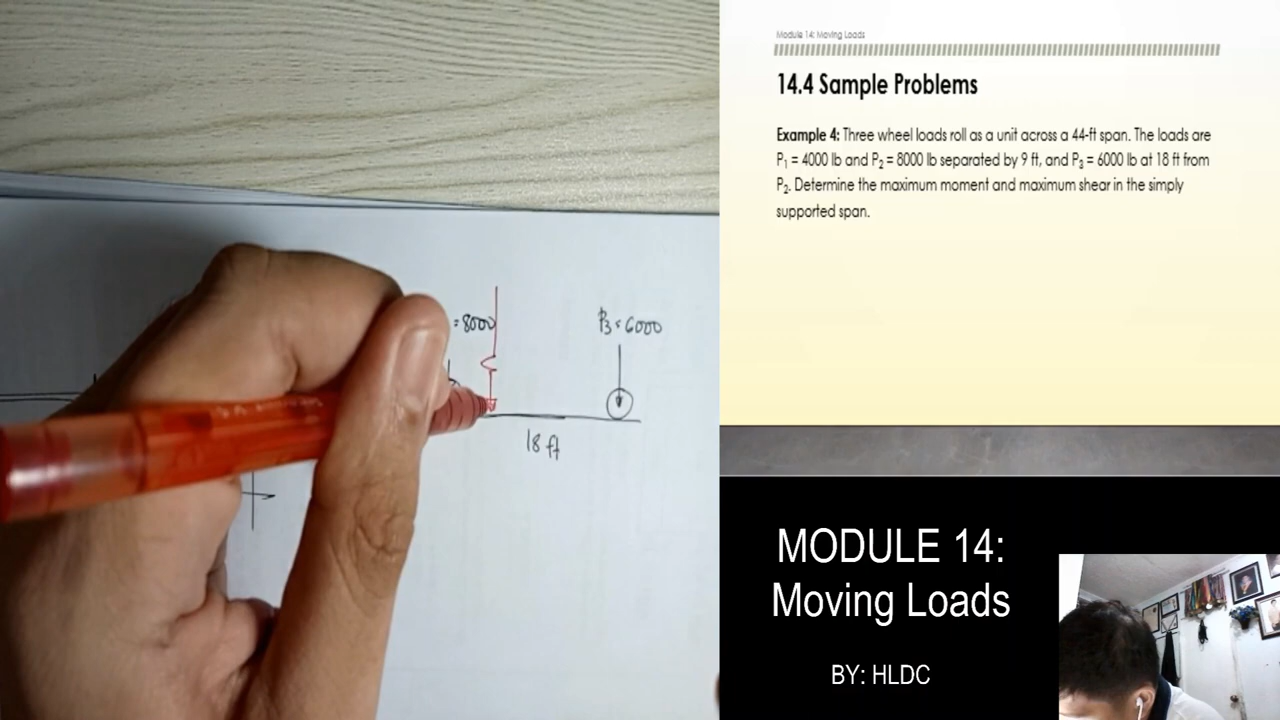 =8000
P3=6000
18 ft
Module 14: Moving Loads
14.4 Sample Problems
Example 4: Three wheel loads roll as a unit across a 44-ft span. The loads are
P1 = 4000 lb and P2 = 8000 lb separated by 9 ft, and P3 = 6000 lb at 18 ft from
P2. Determine the maximum moment and maximum shear in the simply
supported span.
MODULE 14:
Moving Loads
BY: HLDC